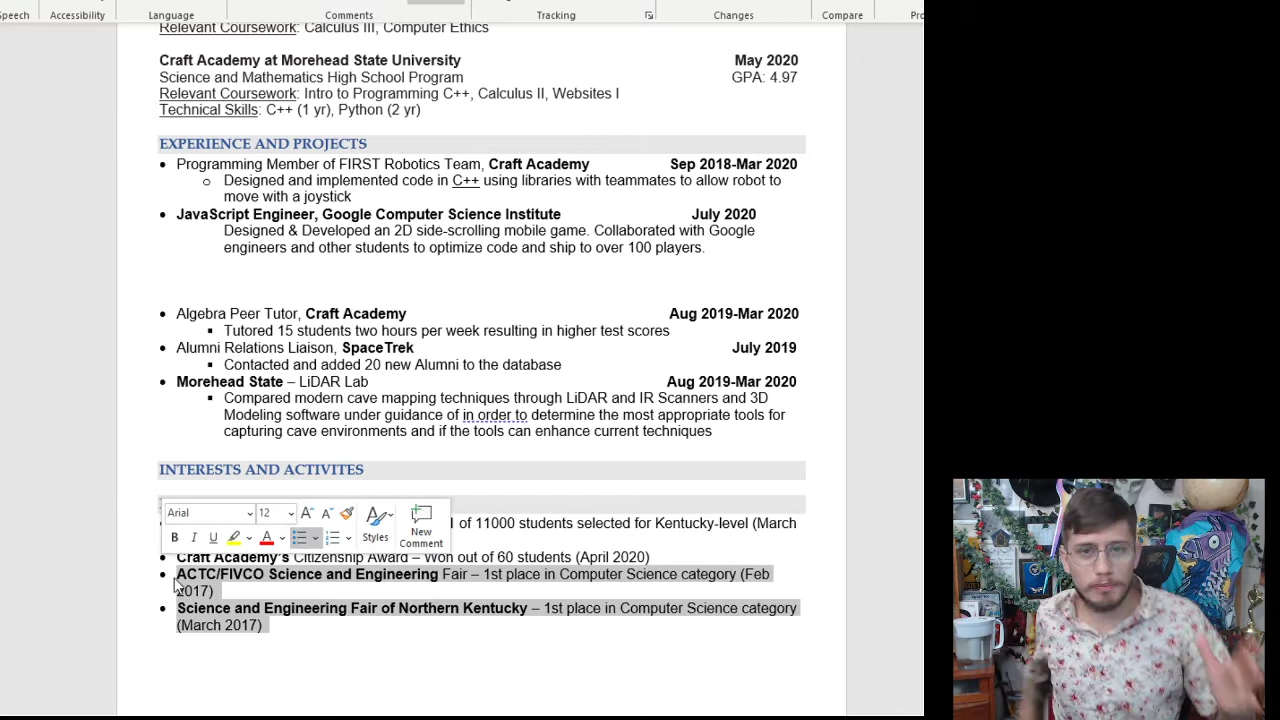 Speech
Accessibility
Language
Comments
Tracking
Changes
Compare
Relevant Coursework: Calculus III, Computer Ethics
Craft Academy at Morehead State University May 2020
Science and Mathematics High School Program GPA: 4.97
Relevant Coursework: Intro to Programming C++, Calculus II, Websites I
Technical Skills: C++ (1 yr), Python (2 yr)
EXPERIENCE AND PROJECTS
• Programming Member of FIRST Robotics Team, Craft Academy Sep 2018-Mar 2020
o Designed and implemented code in C++ using libraries with teammates to allow robot to
move with a joystick
• JavaScript Engineer, Google Computer Science Institute July 2020
Designed & Developed an 2D side-scrolling mobile game. Collaborated with Google
engineers and other students to optimize code and ship to over 100 players.
• Algebra Peer Tutor, Craft Academy Aug 2019-Mar 2020
▪ Tutored 15 students two hours per week resulting in higher test scores
• Alumni Relations Liaison, SpaceTrek July 2019
▪ Contacted and added 20 new Alumni to the database
• Morehead State – LiDAR Lab Aug 2019-Mar 2020
▪ Compared modern cave mapping techniques through LiDAR and IR Scanners and 3D
Modeling software under guidance of in order to determine the most appropriate tools for
capturing cave environments and if the tools can enhance current techniques
INTERESTS AND ACTIVITES
Arial 12
B I U A Styles New
Comment
of 11000 students selected for Kentucky-level (March
• Craft Academy's Citizenship Award – Won out of 60 students (April 2020)
• ACTC/FIVCO Science and Engineering Fair – 1st place in Computer Science category (Feb
2017)
• Science and Engineering Fair of Northern Kentucky – 1st place in Computer Science category
(March 2017)